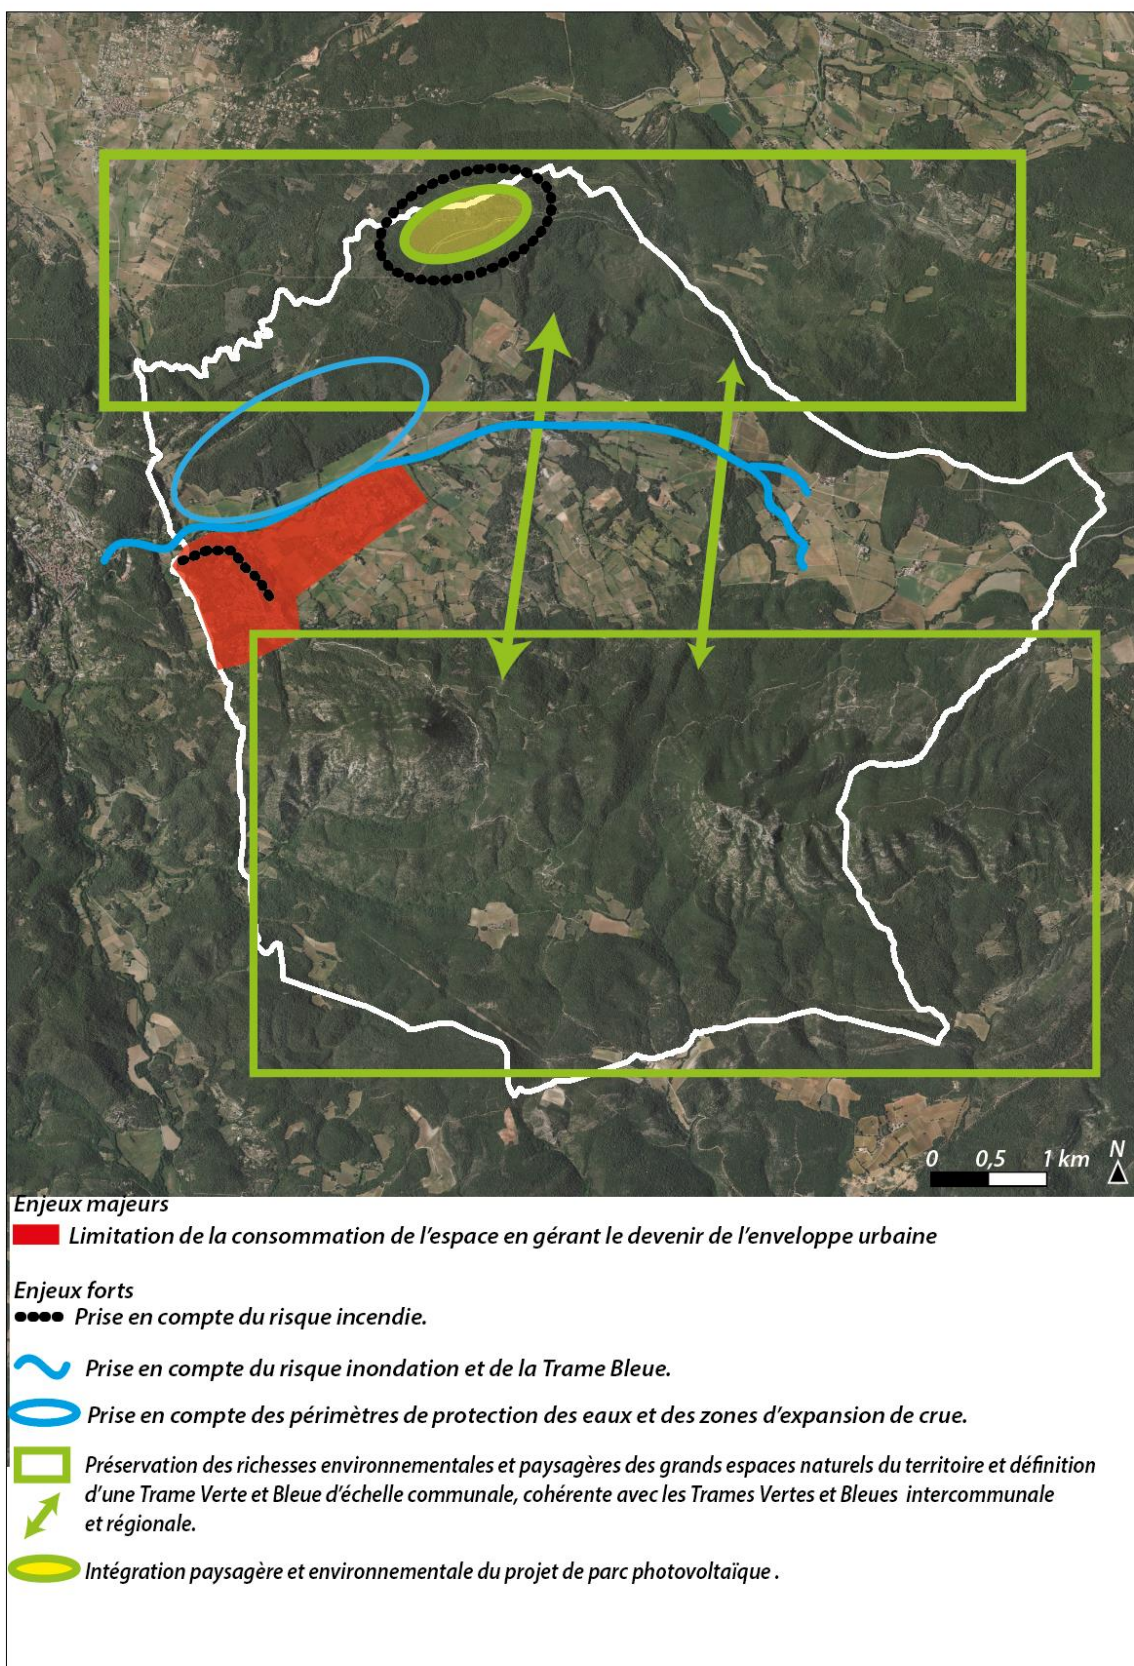 0 0,5 1 km N
Enjeux majeurs
Limitation de la consommation de l'espace en gérant le devenir de l'enveloppe urbaine
Enjeux forts
Prise en compte du risque incendie.
Prise en compte du risque inondation et de la Trame Bleue.
Prise en compte des périmètres de protection des eaux et des zones d'expansion de crue.
Préservation des richesses environnementales et paysagères des grands espaces naturels du territoire et définition
d'une Trame Verte et Bleue d'échelle communale, cohérente avec les Trames Vertes et Bleues intercommunale
et régionale.
Intégration paysagère et environnementale du projet de parc photovoltaïque .